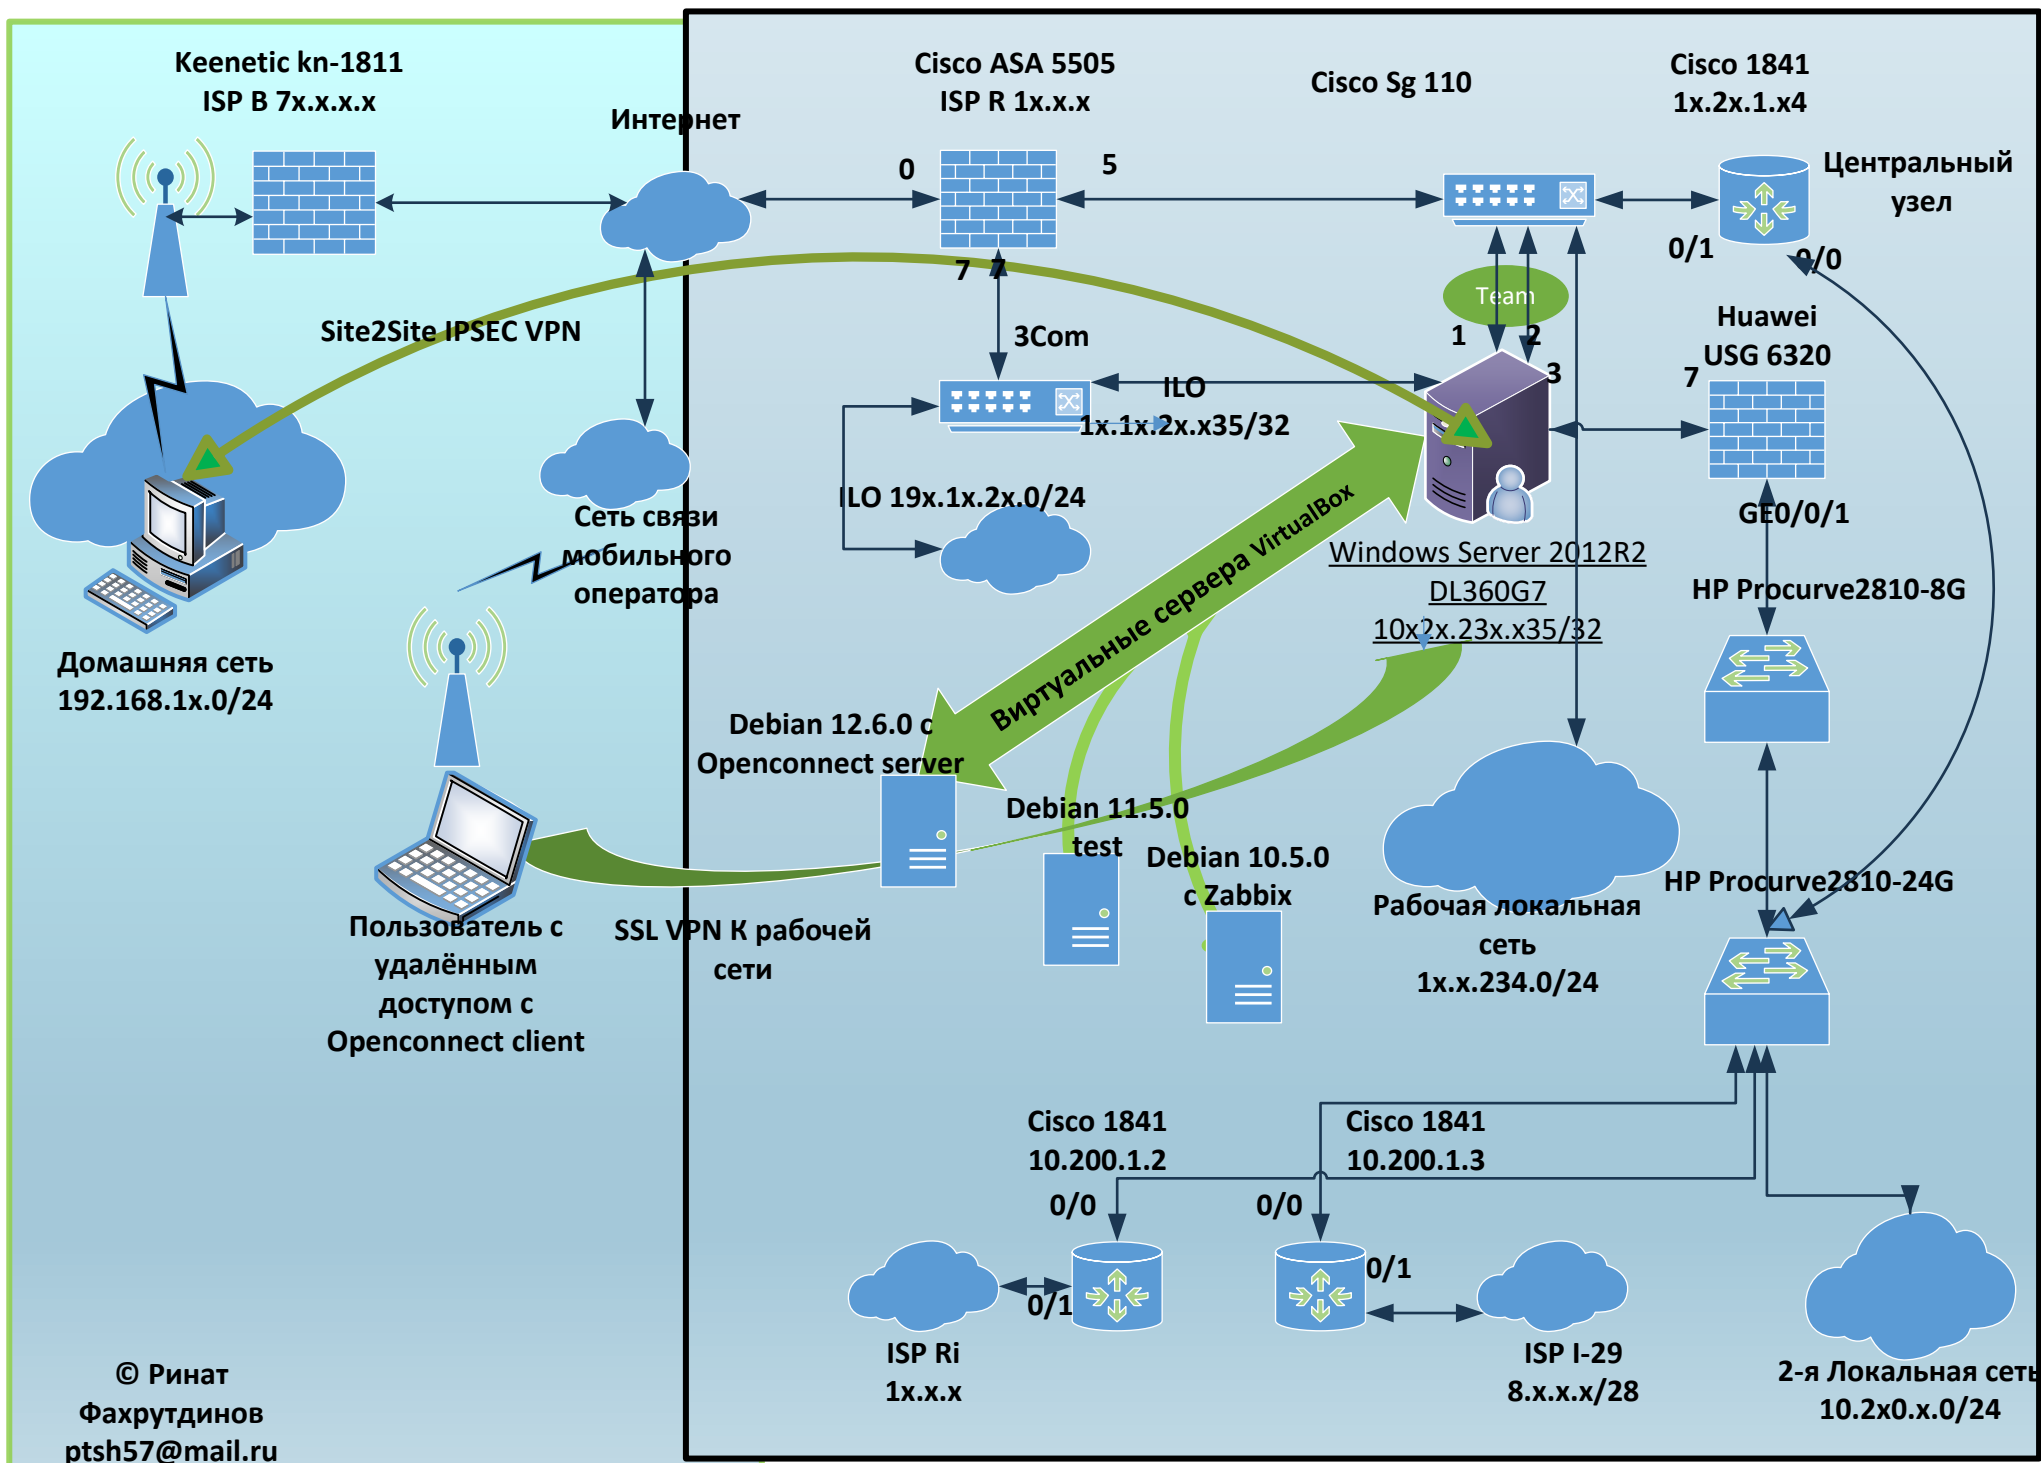 Keenetic kn-1811
ISP B 7x.x.x.x
Интернет
Cisco ASA 5505
ISP R 1x.x.x
Cisco Sg 110
Cisco 1841
1x.2x.1.x4
Центральный
узел
0
5
7
7
0/1
0/0
Team
1
2
3
Site2Site IPSEC VPN
3Com
ILO
1x.1x.2x.x35/32
Huawei
USG 6320
7
GE0/0/1
ILO 19x.1x.2x.0/24
Сеть связи
мобильного
оператора
Виртуальные сервера VirtualBox
Windows Server 2012R2
DL360G7
10x2x.23x.x35/32
HP Procurve2810-8G
Домашняя сеть
192.168.1x.0/24
Debian 12.6.0 с
Openconnect server
Debian 11.5.0
test
Debian 10.5.0
с Zabbix
HP Procurve2810-24G
Рабочая локальная
сеть
1x.x.234.0/24
Пользователь с
удалённым
доступом с
Openconnect client
SSL VPN К рабочей
сети
Cisco 1841
10.200.1.2
Cisco 1841
10.200.1.3
0/0
0/0
0/1
0/1
ISP Ri
1x.x.x
ISP I-29
8.x.x.x/28
2-я Локальная сеть
10.2x0.x.0/24
© Ринат
Фахрутдинов
ptsh57@mail.ru